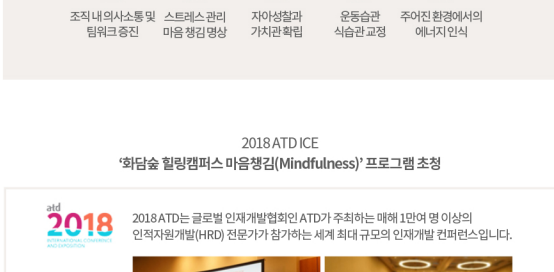 조직 내 의사소통 및 스트레스 관리 자아성찰과 운동습관 주어진 환경에서의
팀워크 증진 마음 챙김 명상 가치관 확립 식습관 교정 에너지 인식
2018 ATD ICE
‘화담숲 힐링캠퍼스 마음챙김(Mindfulness)’ 프로그램 초청
atd
2018
INTERNATIONAL CONFERENCE
AND EXPOSITION
2018 ATD는 글로벌 인재개발협회인 ATD가 주최하는 매해 1만여 명 이상의
인적자원개발(HRD) 전문가가 참가하는 세계 최대 규모의 인재개발 컨퍼런스입니다.